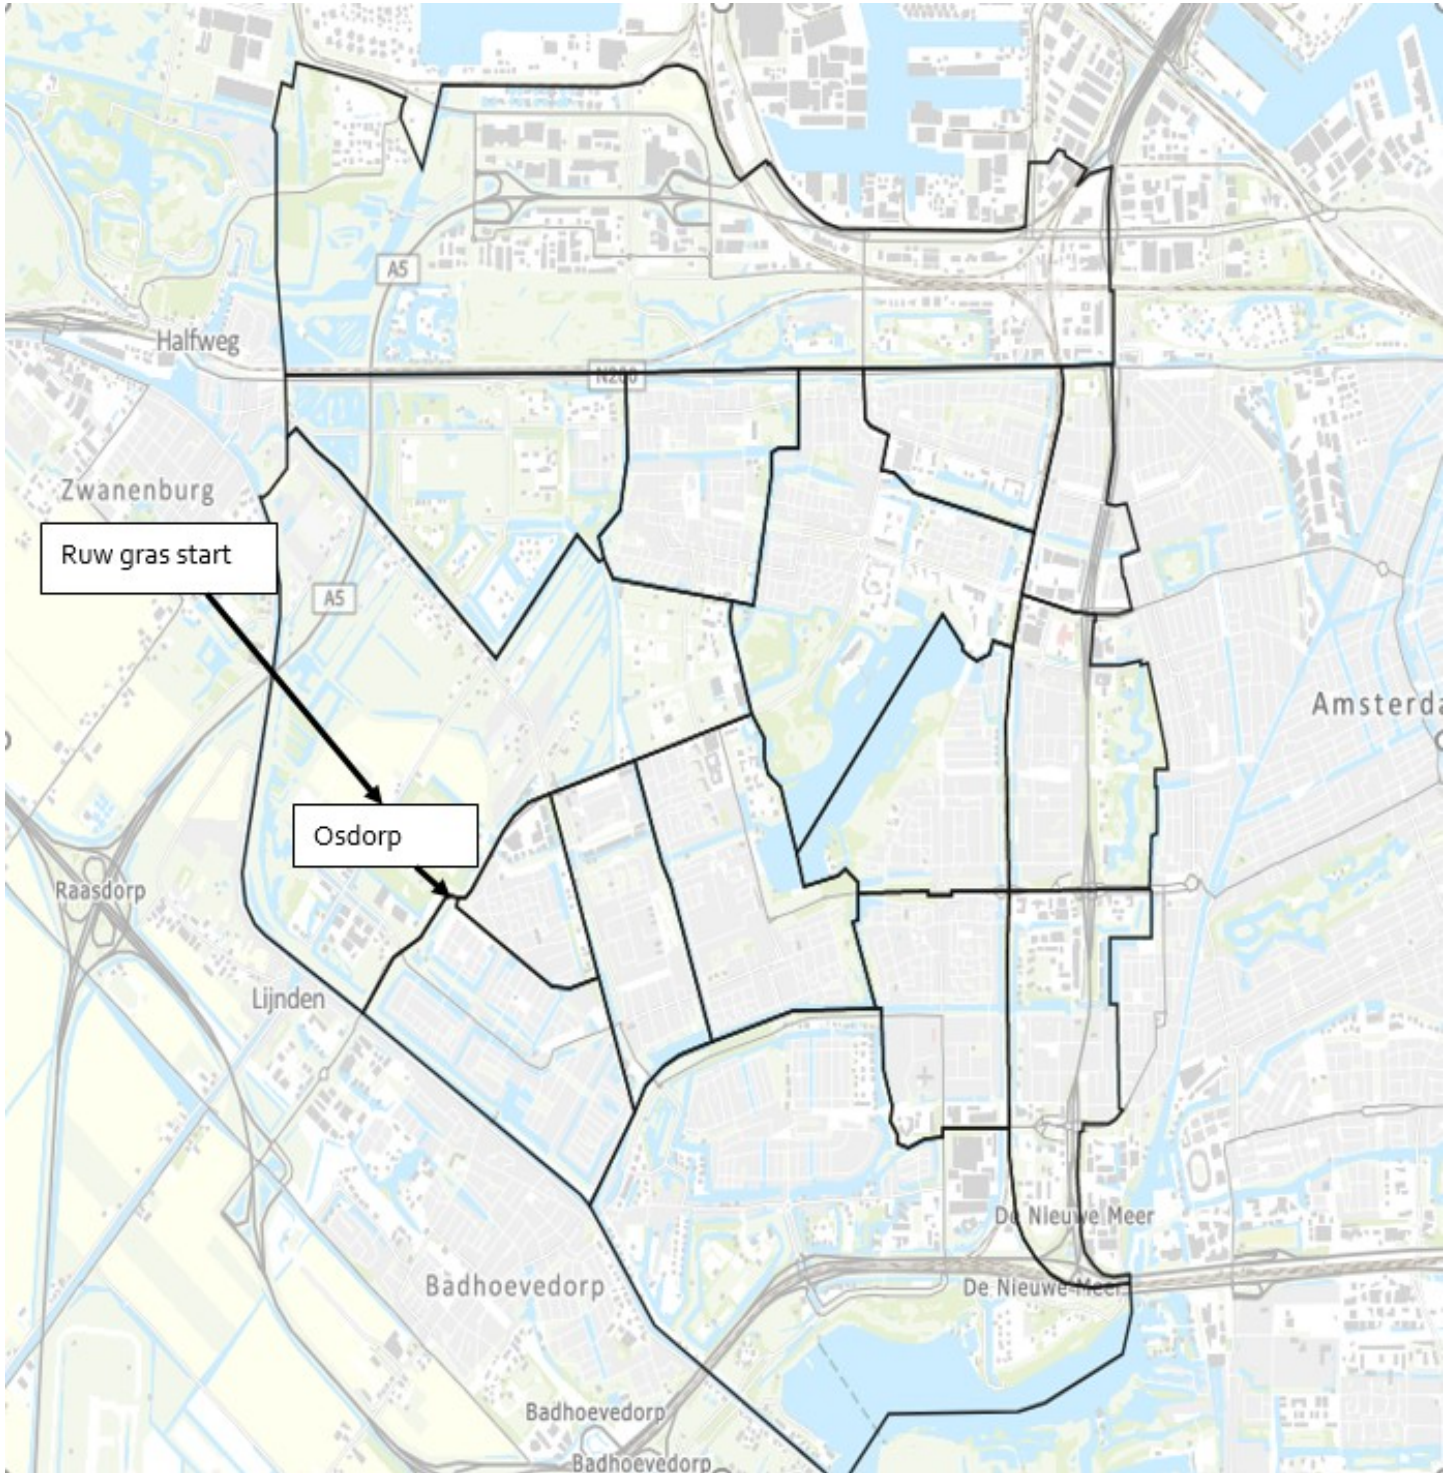 A5
Halfweg
N200
Zwanenburg
Ruw gras start
A5
Amsterda
Osdorp
Raasdorp
Lijnden
De Nieuwe Meer
Badhoevedorp
De Nieuwe Meer
Badhoevedorp
Badhoevedorp